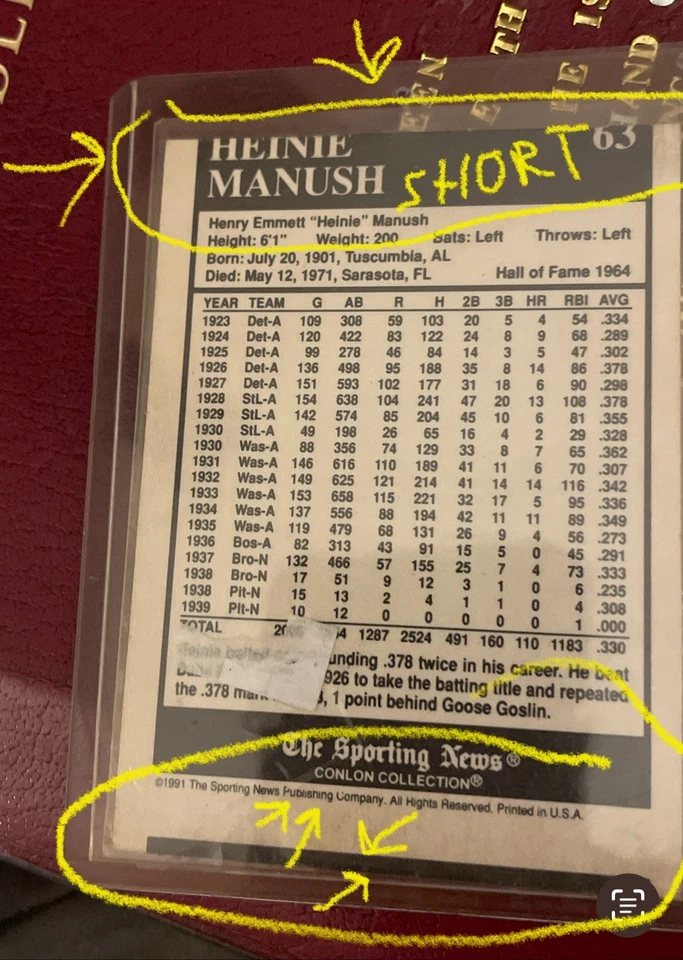 EEN
TH
E
HE
IS
AND
HEINIE
MANUSH
SHORT
63
Henry Emmett "Heinie" Manush
Height: 6'1" Weight: 200 Bats: Left Throws: Left
Born: July 20, 1901, Tuscumbia, AL
Died: May 12, 1971, Sarasota, FL Hall of Fame 1964
YEAR TEAM G AB R H 2B 3B HR RBI AVG
1923 Det-A 109 308 59 103 20 5 4 54 .334
1924 Det-A 120 422 83 122 24 8 9 68 .289
1925 Det-A 99 278 46 84 14 3 5 47 .302
1926 Det-A 136 498 95 188 35 8 14 86 .378
1927 Det-A 151 593 102 177 31 18 6 90 .298
1928 StL-A 154 638 104 241 47 20 13 108 .378
1929 StL-A 142 574 85 204 45 10 6 81 .355
1930 StL-A 49 198 26 65 16 4 2 29 .328
1930 Was-A 88 356 74 129 33 8 7 65 .362
1931 Was-A 146 616 110 189 41 11 6 70 .307
1932 Was-A 149 625 121 214 41 14 14 116 .342
1933 Was-A 153 658 115 221 32 17 5 95 .336
1934 Was-A 137 556 88 194 42 11 11 89 .349
1935 Was-A 119 479 68 131 26 9 4 56 .273
1936 Bos-A 82 313 43 91 15 5 0 45 .291
1937 Bro-N 132 466 57 155 25 7 4 73 .333
1938 Bro-N 17 51 9 12 3 1 0 6 .235
1938 Pit-N 15 13 2 4 1 1 0 4 .308
1939 Pit-N 10 12 0 0 0 0 0 1 .000
TOTAL 1287 2524 491 160 110 1183 .330
Heinie unding .378 twice in his career. He beat
926 to take the batting title and repeated
the .378 , 1 point behind Goose Goslin.
The Sporting News®
CONLON COLLECTION®
©1991 The Sporting News Publishing Company. All Rights Reserved. Printed in U.S.A.